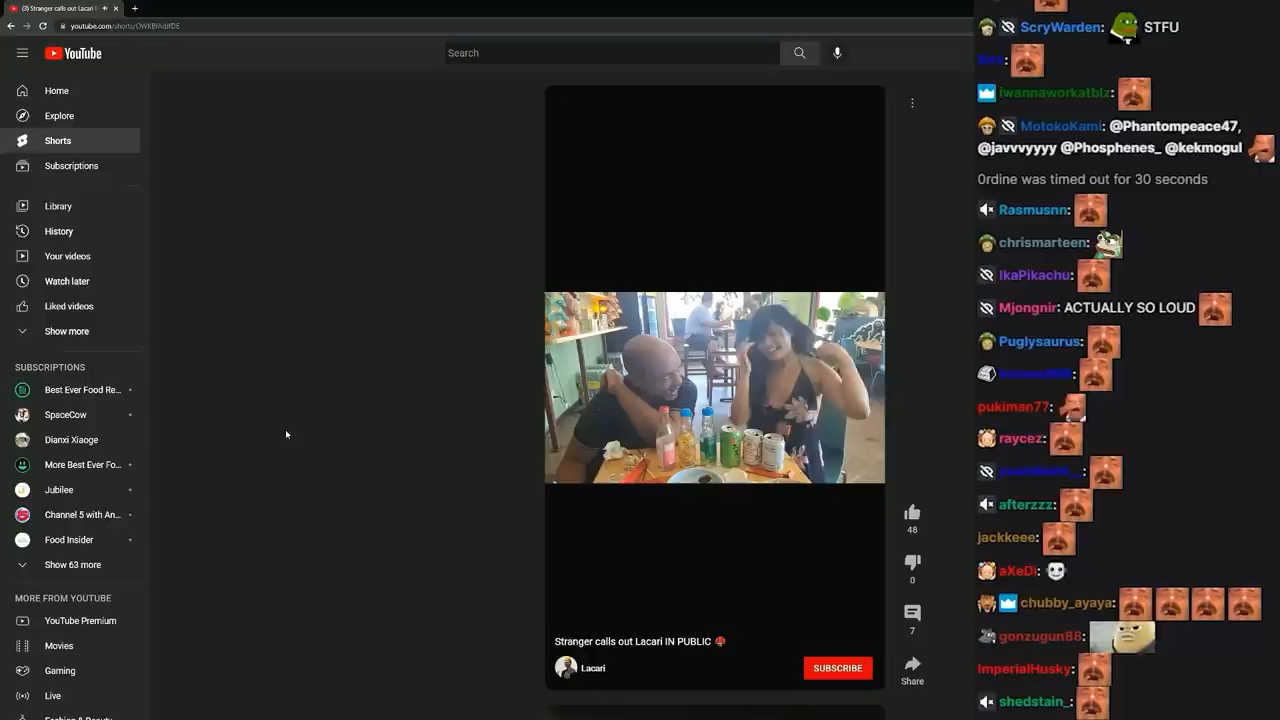 (3) Stranger calls out Lacari I
youtube.com/shorts/
YouTube
Search
Home
Explore
Shorts
Subscriptions
Library
History
Your videos
Watch later
Liked videos
Show more
SUBSCRIPTIONS
Best Ever Food Re...
SpaceCow
Dianxi Xiaoge
More Best Ever Fo...
Jubilee
Channel 5 with An...
Food Insider
Show 63 more
MORE FROM YOUTUBE
YouTube Premium
Movies
Gaming
Live
Fashion & Beauty
48
0
7
Share
Stranger calls out Lacari IN PUBLIC
Lacari
SUBSCRIBE
ScryWarden: STFU
iwannaworkatblz:
MotokoKami: @Phantompeace47,
@javvvyyyy @Phosphenes_ @kekmogul
0rdine was timed out for 30 seconds
Rasmusnn:
chrismarteen:
IkaPikachu:
Mjongnir: ACTUALLY SO LOUD
Puglysaurus:
pukiman77:
raycez:
afterzzz:
jackkeee:
aXeDi:
chubby_ayaya:
gonzugun88:
ImperialHusky:
shedstain_: